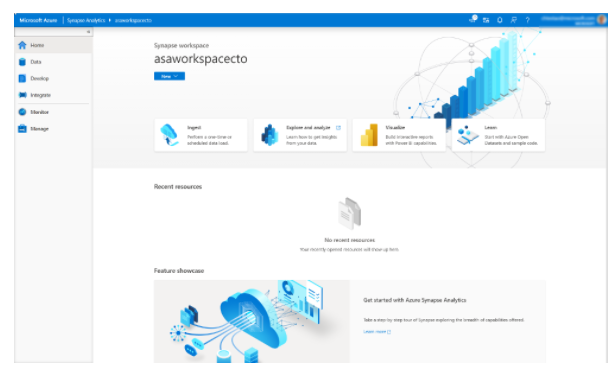 Microsoft Azure | Synapse Analytics ▸ asaworkspacecto
Home
Data
Develop
Integrate
Monitor
Manage
Synapse workspace
asaworkspacecto
New
Ingest
Perform a one-time or
scheduled data load.
Explore and analyze
Learn how to get insights
from your data.
Visualize
Build interactive reports
with Power BI capabilities.
Learn
Start with Azure Open
Datasets and sample code.
Recent resources
No recent resources
Your recently opened resources will show up here.
Feature showcase
Get started with Azure Synapse Analytics
Take a step-by-step tour of Synapse exploring the breadth of capabilities offered.
Learn more